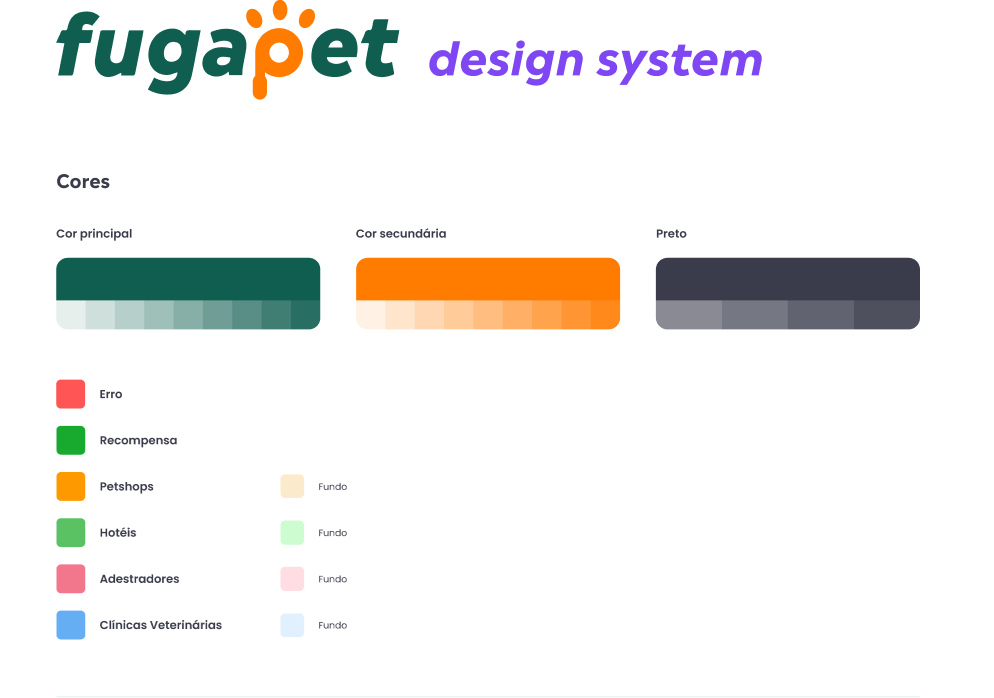 fugapet design system
Cores
Cor principal Cor secundária Preto
Erro
Recompensa
Petshops Fundo
Hotéis Fundo
Adestradores Fundo
Clínicas Veterinárias Fundo